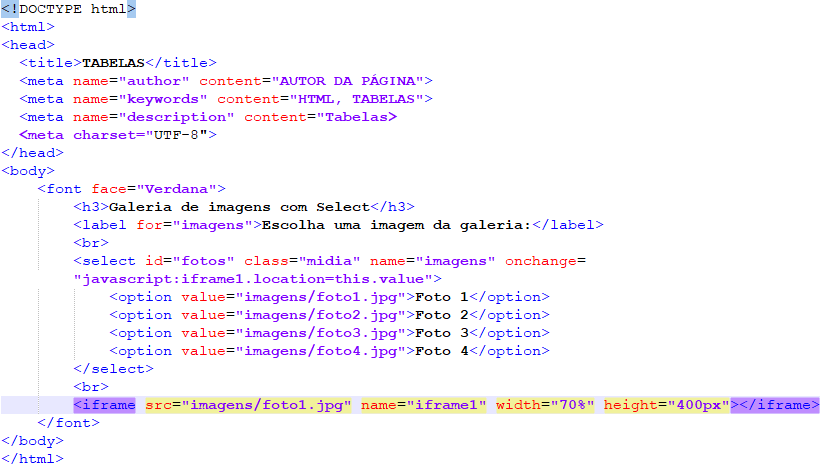 <!DOCTYPE html>
<html>
<head>
<title>TABELAS</title>
<meta name="author" content="AUTOR DA PÁGINA">
<meta name="keywords" content="HTML, TABELAS">
<meta name="description" content="Tabelas>
<meta charset="UTF-8">
</head>
<body>
<font face="Verdana">
<h3>Galeria de imagens com Select</h3>
<label for="imagens">Escolha uma imagem da galeria:</label>
<br>
<select id="fotos" class="midia" name="imagens" onchange=
"javascript:iframe1.location=this.value">
<option value="imagens/foto1.jpg">Foto 1</option>
<option value="imagens/foto2.jpg">Foto 2</option>
<option value="imagens/foto3.jpg">Foto 3</option>
<option value="imagens/foto4.jpg">Foto 4</option>
</select>
<br>
<iframe src="imagens/foto1.jpg" name="iframe1" width="70%" height="400px"></iframe>
</font>
</body>
</html>